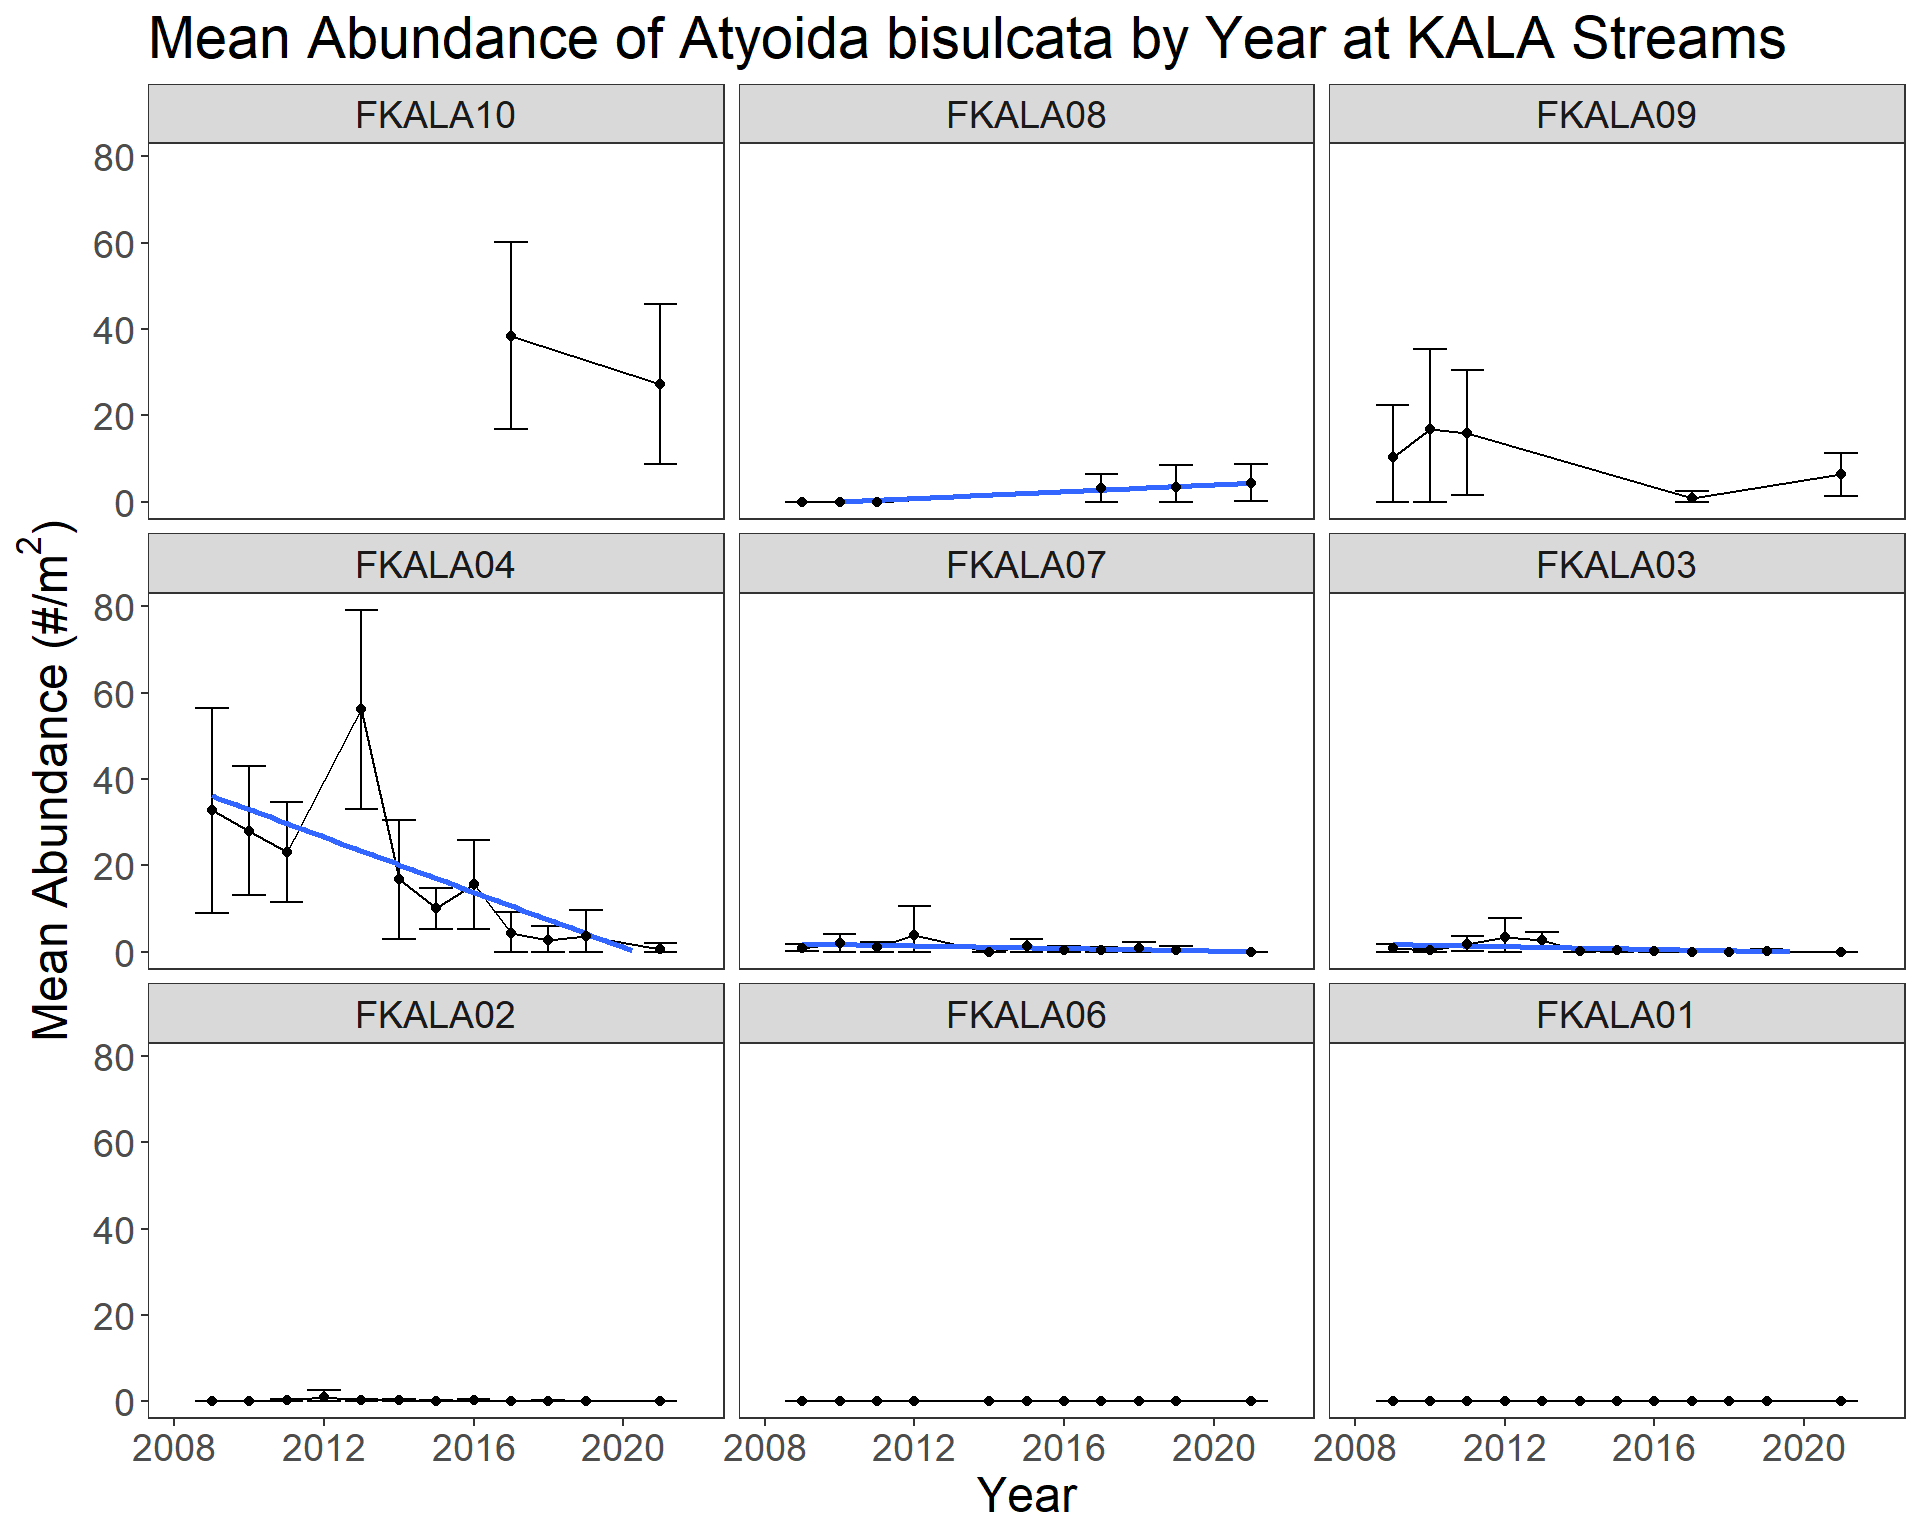 Mean Abundance of Atyoida bisulcata by Year at KALA Streams
FKALA10 FKALA08 FKALA09
80
60
40
20
0
FKALA04 FKALA07 FKALA03
80
60
40
20
0
FKALA02 FKALA06 FKALA01
80
60
40
20
0
2008 2012 2016 2020 2008 2012 2016 2020 2008 2012 2016 2020
Year
Mean Abundance (#/m²)